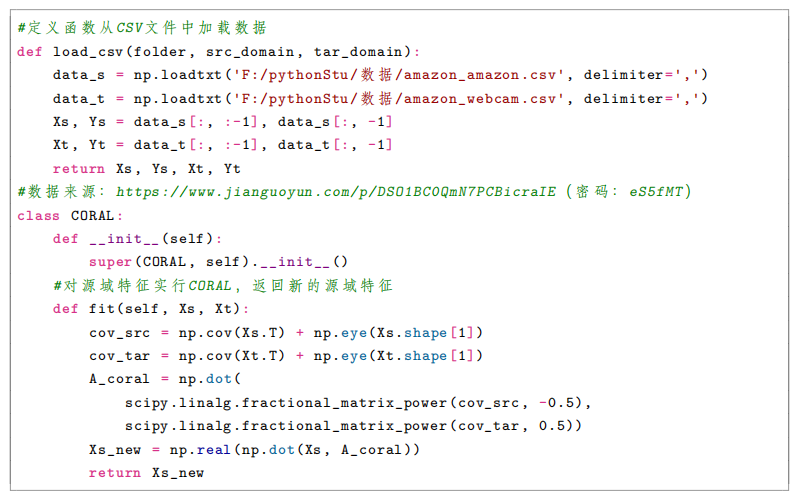 #定义函数从CSV文件中加载数据
def load_csv(folder, src_domain, tar_domain):
    data_s = np.loadtxt('F:/pythonStu/数据/amazon_amazon.csv', delimiter=',')
    data_t = np.loadtxt('F:/pythonStu/数据/amazon_webcam.csv', delimiter=',')
    Xs, Ys = data_s[:, :-1], data_s[:, -1]
    Xt, Yt = data_t[:, :-1], data_t[:, -1]
    return Xs, Ys, Xt, Yt
#数据来源: https://www.jianguoyun.com/p/DSO1BC0QmN7PCBicraIE (密码: eS5fMT)
class CORAL:
    def __init__(self):
        super(CORAL, self).__init__()
    #对源域特征实行CORAL, 返回新的源域特征
    def fit(self, Xs, Xt):
        cov_src = np.cov(Xs.T) + np.eye(Xs.shape[1])
        cov_tar = np.cov(Xt.T) + np.eye(Xt.shape[1])
        A_coral = np.dot(
            scipy.linalg.fractional_matrix_power(cov_src, -0.5),
            scipy.linalg.fractional_matrix_power(cov_tar, 0.5))
        Xs_new = np.real(np.dot(Xs, A_coral))
        return Xs_new